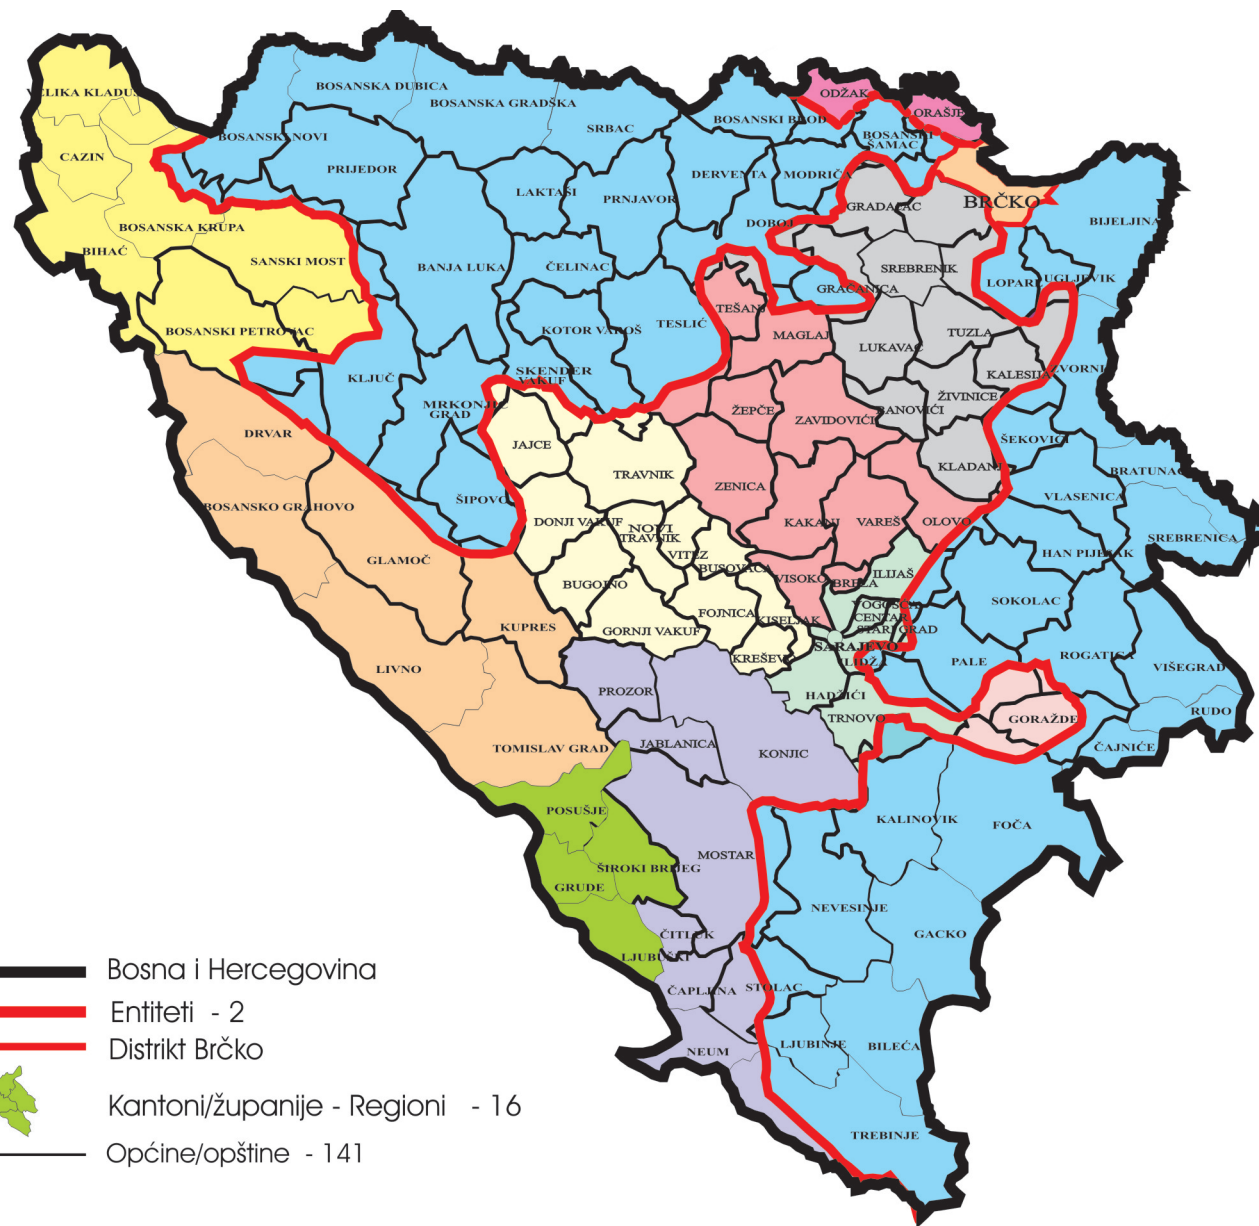 ODŽAK
VELIKA KLADUŠ
BOSANSKA DUBICA
BOSANSKA GRADŠKA
ORAŠJE
BOSANSKI BROD
SRBAC
BOSANSKI NOVI
BOSANSKI
ŠAMAC
CAZIN
PRIJEDOR
DERVENTA
MODRIČA
LAKTAŠI
PRNJAVOR
BRČKO
GRADAČAC
BIJELJINA
DOBOJ
BOSANSKA KRUPA
BIHAĆ
SANSKI MOST
BANJA LUKA
ČELINAC
SREBRENIK
LOPARE
UGLJEVIK
GRAČANICA
TEŠANJ
BOSANSKI PETROVAC
KOTOR VAROŠ
TESLIĆ
MAGLAJ
TUZLA
LUKAVAC
KLJUČ
SKENDER
VAKUF
KALESIJA
ZVORNI
MRKONJIĆ
GRAD
ŽIVINICE
ŽEPČE
ZAVIDOVIĆI
BANOVIĆI
DRVAR
JAJCE
ŠEKOVIĆI
KLADANJ
TRAVNIK
BRATUNAC
ZENICA
VLASENICA
ŠIPOVO
BOSANSKO GRAHOVO
DONJI VAKUF
NOVI
TRAVNIK
KAKANJ
VAREŠ
OLOVO
SREBRENICA
VITEZ
HAN PIJESAK
GLAMOČ
BUSOVAČA
BUGOJNO
VISOKO
BREZA
ILIJAŠ
SOKOLAC
VOGOŠĆA
FOJNICA
CENTAR
KISELJAK
KUPRES
GORNJI VAKUF
STARI GRAD
SARAJEVO
ROGATICA
KREŠEVO
ILIDŽA
PALE
LIVNO
VIŠEGRAD
PROZOR
HADŽIĆI
RUDO
TRNOVO
GORAŽDE
JABLANICA
TOMISLAV GRAD
KONJIC
ČAJNIČE
POSUŠJE
KALINOVIK
FOČA
MOSTAR
ŠIROKI BRIJEG
GRUDE
NEVESINJE
GACKO
ČITLUK
LJUBUŠKI
ČAPLJINA
STOLAC
LJUBINJE
BILEĆA
NEUM
TREBINJE
Bosna i Hercegovina
Entiteti - 2
Distrikt Brčko
Kantoni/županije - Regioni - 16
Općine/opštine - 141